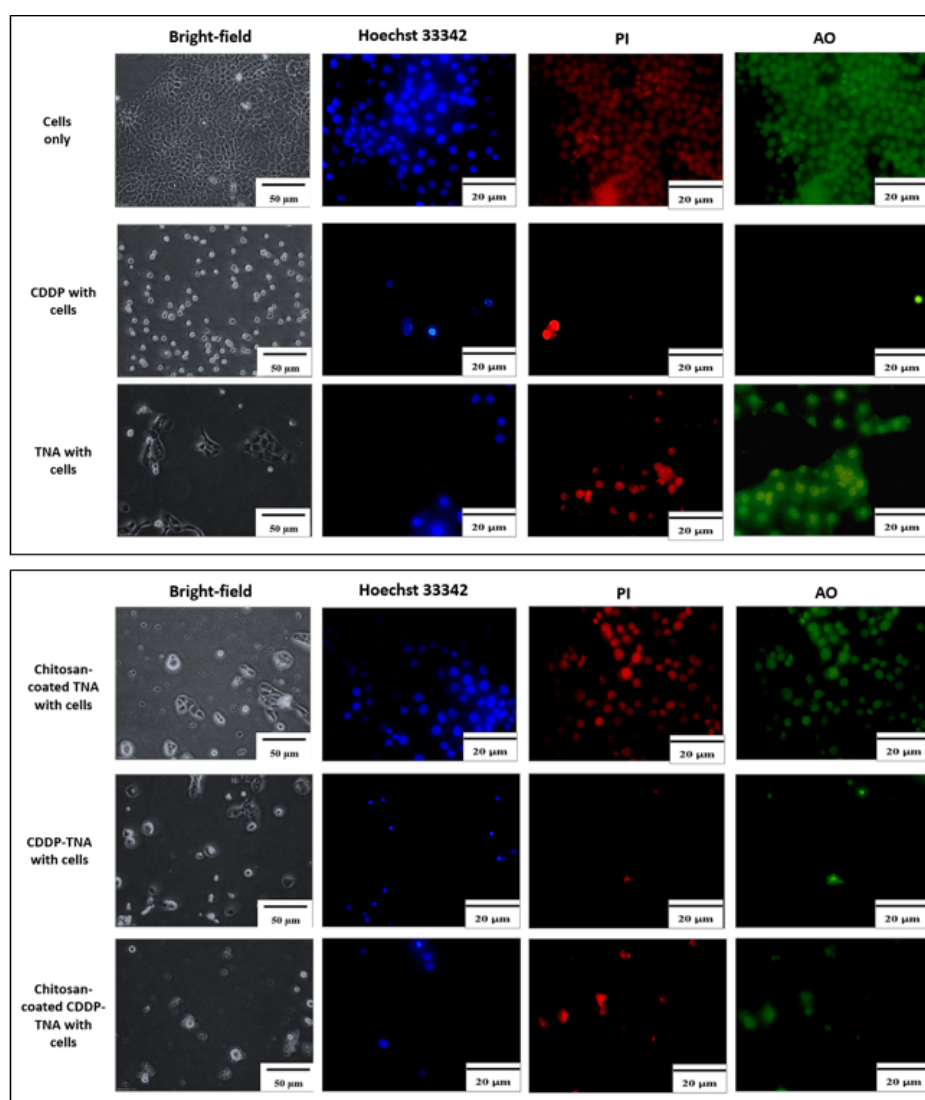 Bright-field Hoechst 33342 PI AO
Cells
only
50 µm 20 µm 20 µm 20 µm
CDDP with
cells
50 µm 20 µm 20 µm 20 µm
TNA with
cells
50 µm 20 µm 20 µm 20 µm
Bright-field Hoechst 33342 PI AO
Chitosan-
coated TNA
with cells
50 µm 20 µm 20 µm 20 µm
CDDP-TNA
with cells
50 µm 20 µm 20 µm 20 µm
Chitosan-
coated CDDP-
TNA with
cells
50 µm 20 µm 20 µm 20 µm